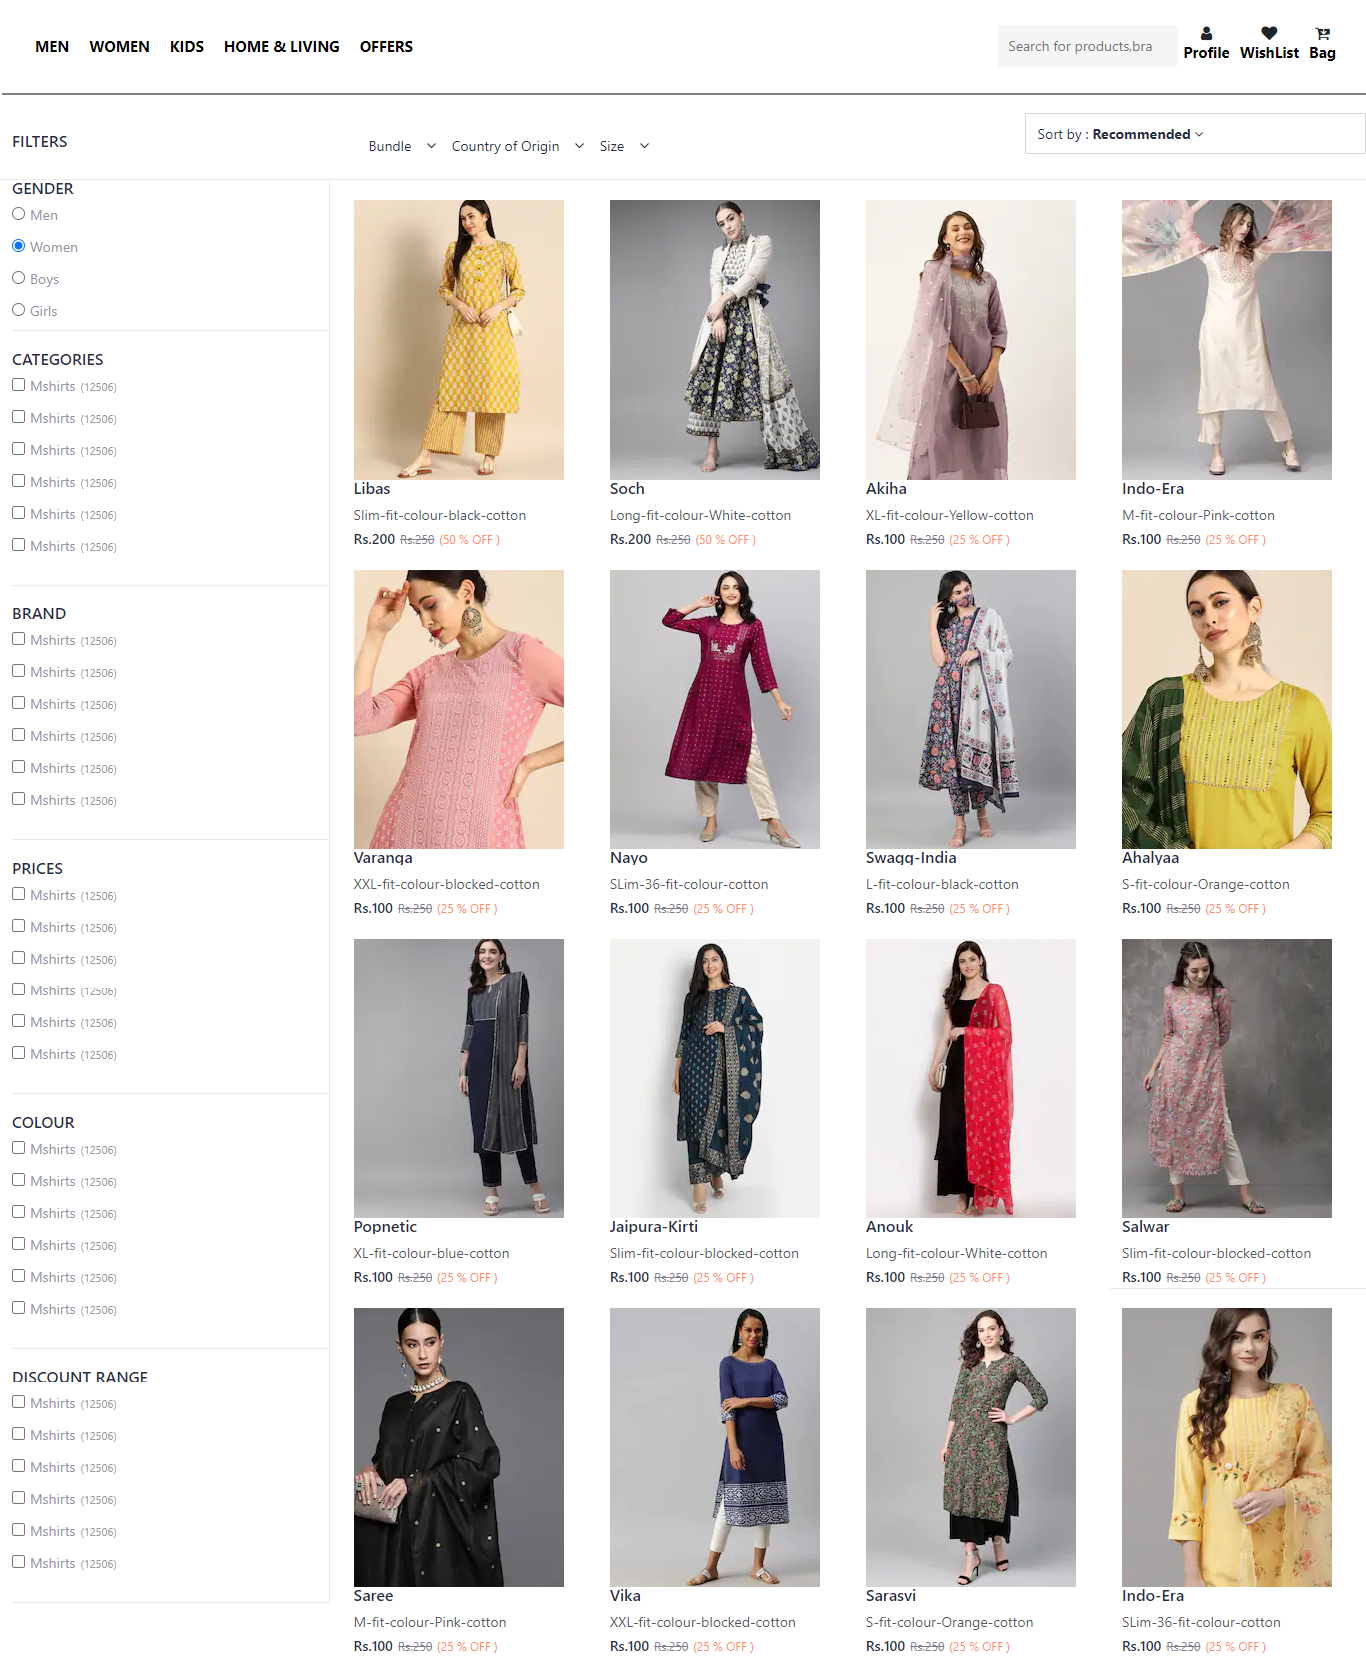 MEN WOMEN KIDS HOME & LIVING OFFERS
Search for products,bra
Profile WishList Bag
FILTERS
Bundle Country of Origin Size
Sort by : Recommended
GENDER
Men
Women
Boys
Girls
CATEGORIES
Mshirts (12506)
Mshirts (12506)
Mshirts (12506)
Mshirts (12506)
Mshirts (12506)
Mshirts (12506)
BRAND
Mshirts (12506)
Mshirts (12506)
Mshirts (12506)
Mshirts (12506)
Mshirts (12506)
Mshirts (12506)
PRICES
Mshirts (12506)
Mshirts (12506)
Mshirts (12506)
Mshirts (12506)
Mshirts (12506)
Mshirts (12506)
COLOUR
Mshirts (12506)
Mshirts (12506)
Mshirts (12506)
Mshirts (12506)
Mshirts (12506)
Mshirts (12506)
DISCOUNT RANGE
Mshirts (12506)
Mshirts (12506)
Mshirts (12506)
Mshirts (12506)
Mshirts (12506)
Mshirts (12506)
Libas
Slim-fit-colour-black-cotton
Rs.200 Rs.250 (50 % OFF )
Soch
Long-fit-colour-White-cotton
Rs.200 Rs.250 (50 % OFF )
Akiha
XL-fit-colour-Yellow-cotton
Rs.100 Rs.250 (25 % OFF )
Indo-Era
M-fit-colour-Pink-cotton
Rs.100 Rs.250 (25 % OFF )
Varanga
XXL-fit-colour-blocked-cotton
Rs.100 Rs.250 (25 % OFF )
Nayo
SLim-36-fit-colour-cotton
Rs.100 Rs.250 (25 % OFF )
Swagg-India
L-fit-colour-black-cotton
Rs.100 Rs.250 (25 % OFF )
Ahalyaa
S-fit-colour-Orange-cotton
Rs.100 Rs.250 (25 % OFF )
Popnetic
XL-fit-colour-blue-cotton
Rs.100 Rs.250 (25 % OFF )
Jaipura-Kirti
Slim-fit-colour-blocked-cotton
Rs.100 Rs.250 (25 % OFF )
Anouk
Long-fit-colour-White-cotton
Rs.100 Rs.250 (25 % OFF )
Salwar
Slim-fit-colour-blocked-cotton
Rs.100 Rs.250 (25 % OFF )
Saree
M-fit-colour-Pink-cotton
Rs.100 Rs.250 (25 % OFF )
Vika
XXL-fit-colour-blocked-cotton
Rs.100 Rs.250 (25 % OFF )
Sarasvi
S-fit-colour-Orange-cotton
Rs.100 Rs.250 (25 % OFF )
Indo-Era
SLim-36-fit-colour-cotton
Rs.100 Rs.250 (25 % OFF )